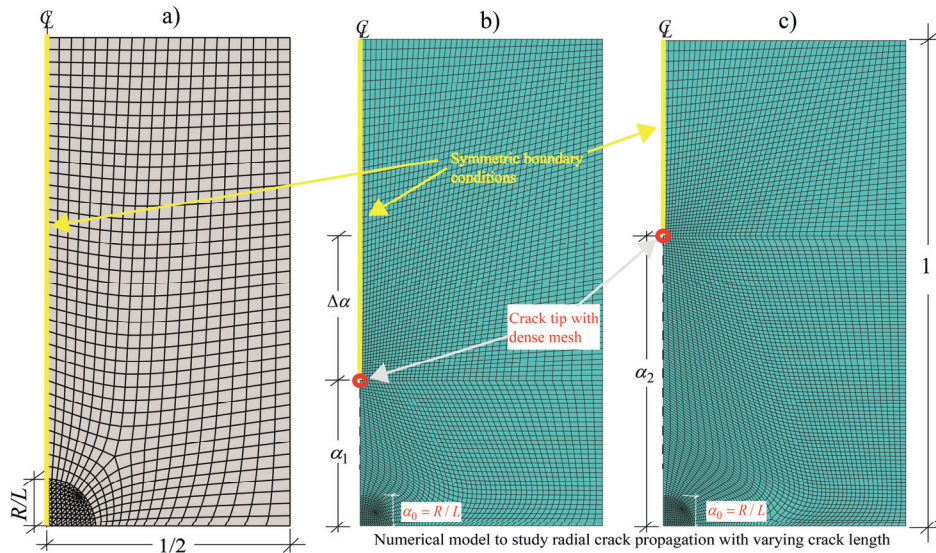 ℄ a)
℄ b)
℄ c)
Symmetric boundary
conditions
Δα
1
Crack tip with
dense mesh
α₂
α₁
R/L
α₀ = R / L
α₀ = R / L
1/2
Numerical model to study radial crack propagation with varying crack length